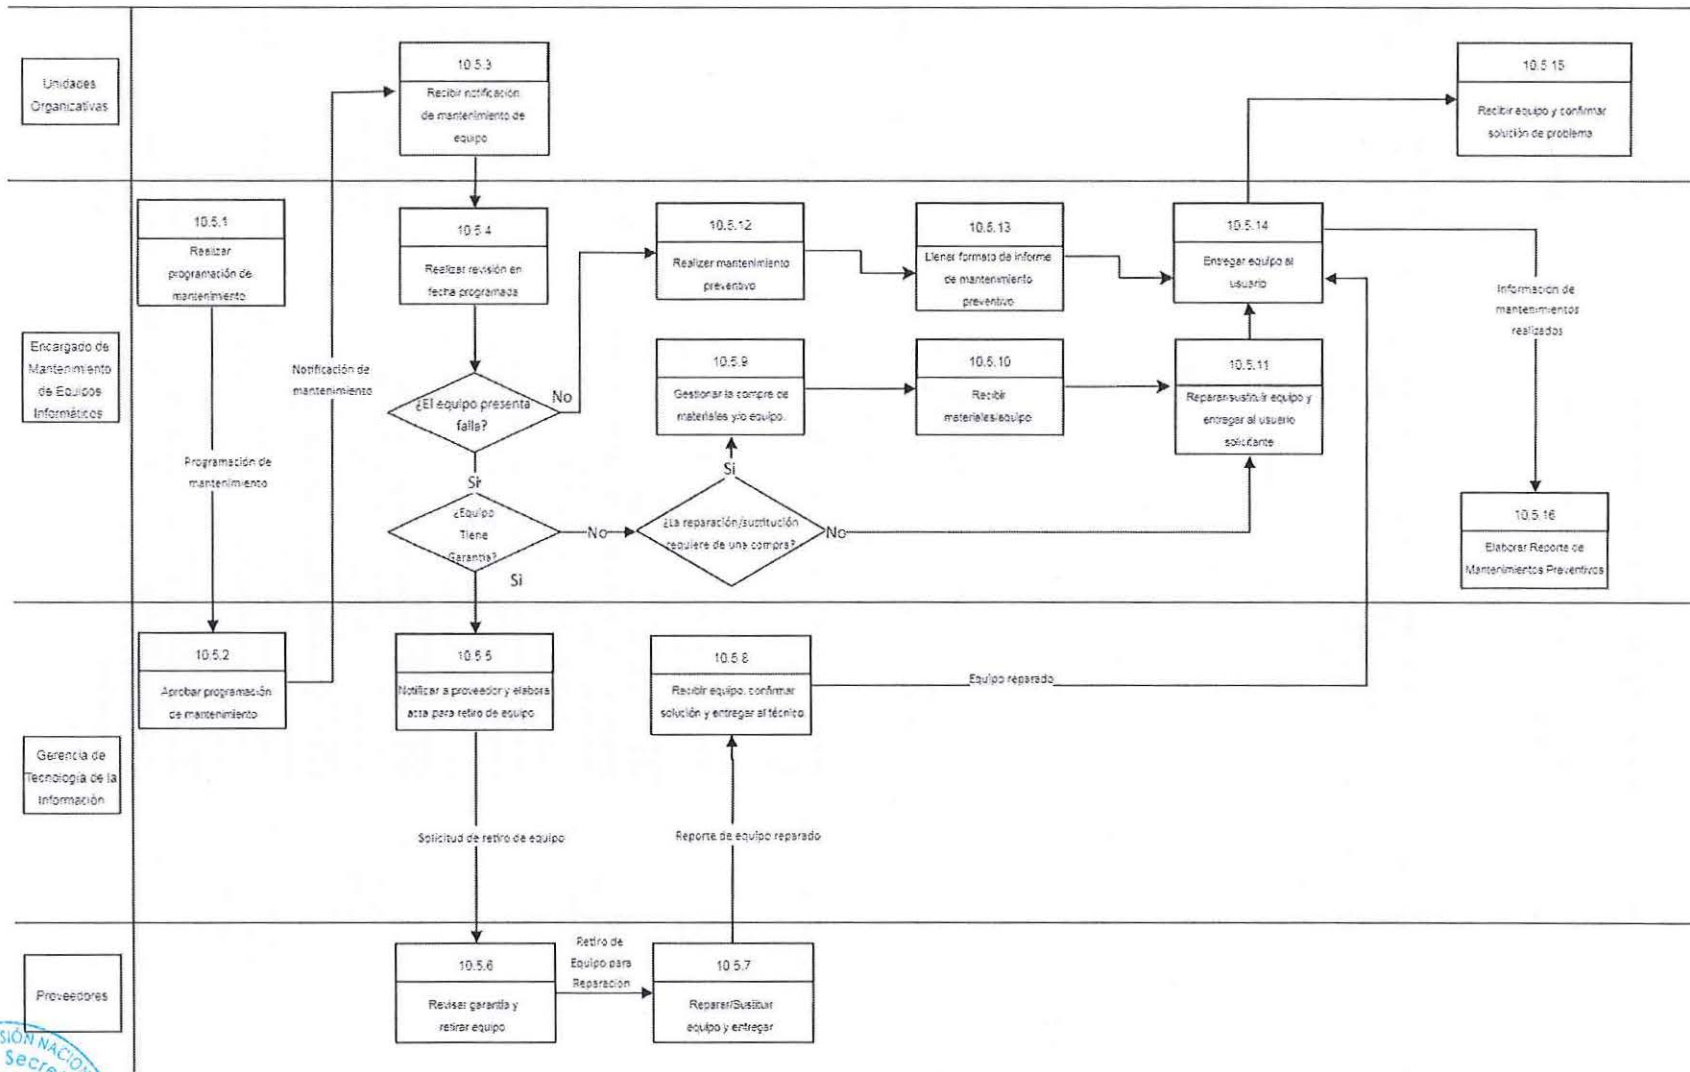 Unidades
Organizativas
10.5.3
Recibir notificación
de mantenimiento de
equipo
10.5.15
Recibir equipo y confirmar
solución de problema
Encargado de
Mantenimiento
de Equipos
Informáticos
10.5.1
Realizar
programación de
mantenimiento
Programación de
mantenimiento
Notificación de
mantenimiento
10.5.4
Realizar revisión en
fecha programada
¿El equipo presenta
falla?
No
Si
¿Equipo
Tiene
Garantía?
No
Si
10.5.12
Realizar mantenimiento
preventivo
10.5.13
Llenar formato de informe
de mantenimiento
preventivo
10.5.14
Entregar equipo al
usuario
10.5.9
Gestionar la compra de
materiales y/o equipo.
10.5.10
Recibir
materiales/equipo
10.5.11
Reparar/sustituir equipo y
entregar al usuario
solicitante
Si
¿La reparación/sustitución
requiere de una compra?
No
Información de
mantenimientos
realizados
10.5.16
Elaborar Reporte de
Mantenimientos Preventivos
Gerencia de
Tecnología de la
Información
10.5.2
Aprobar programación
de mantenimiento
10.5.5
Notificar a proveedor y elabora
acta para retiro de equipo
10.5.8
Recibir equipo, confirmar
solución y entregar al técnico
Equipo reparado
Solicitud de retiro de equipo
Reporte de equipo reparado
Proveedores
10.5.6
Revisar garantía y
retirar equipo
Retiro de
Equipo para
Reparacion
10.5.7
Reparar/Sustituir
equipo y entregar
SIÓN NACION
Secre